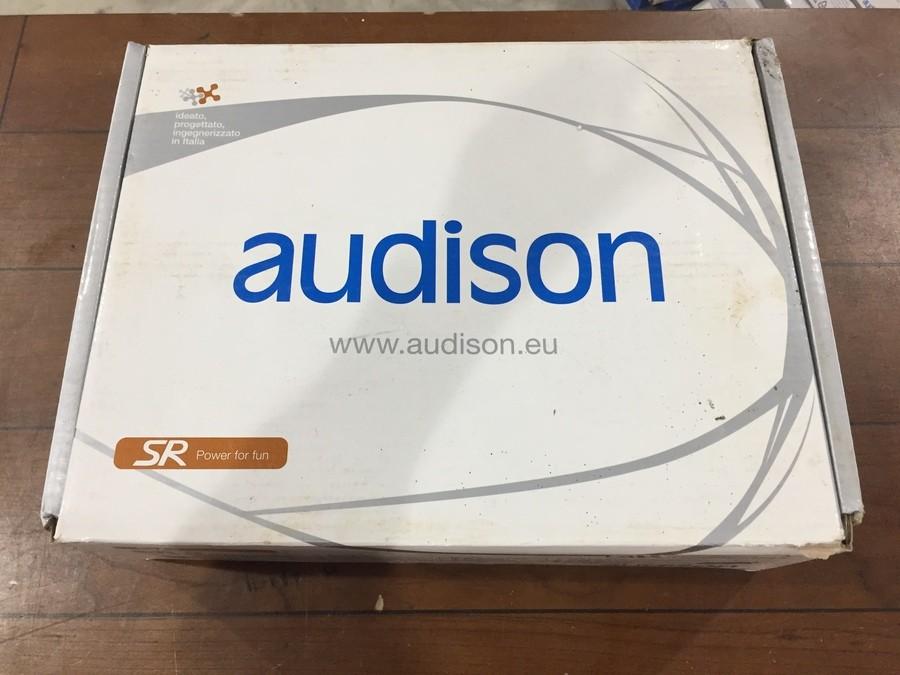 ideato,
progettato,
ingegnerizzato
in Italia
audison
www.audison.eu
SR Power for fun